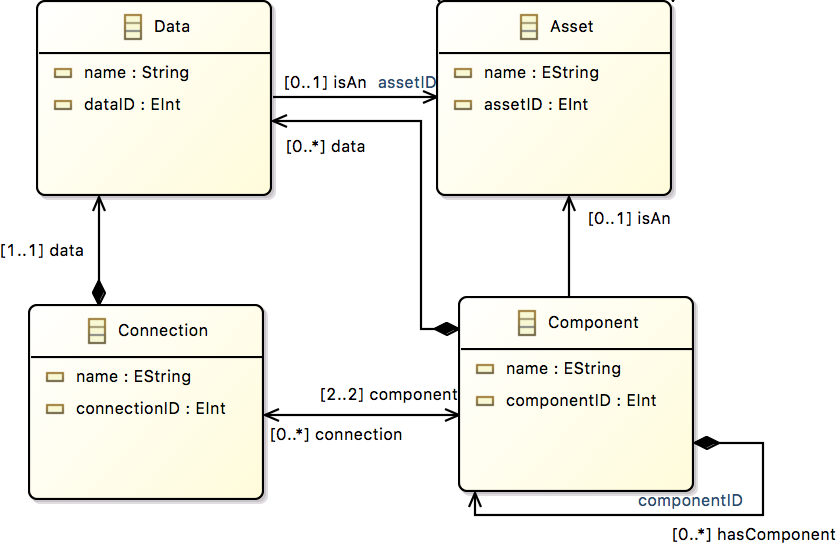 Data
name : String
dataID : EInt
Asset
name : EString
assetID : EInt
[0..1] isAn assetID
[0..*] data
[0..1] isAn
[1..1] data
Connection
name : EString
connectionID : EInt
Component
name : EString
componentID : EInt
[2..2] component
[0..*] connection
componentID
[0..*] hasComponent